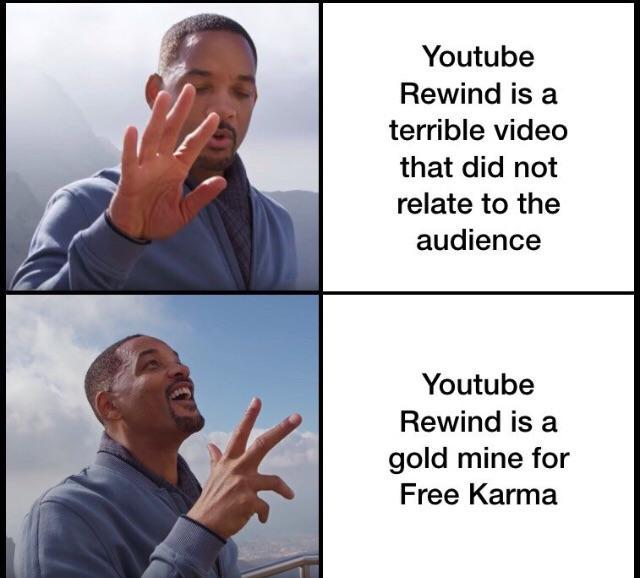 Youtube
Rewind is a
terrible video
that did not
relate to the
audience
Youtube
Rewind is a
gold mine for
Free Karma